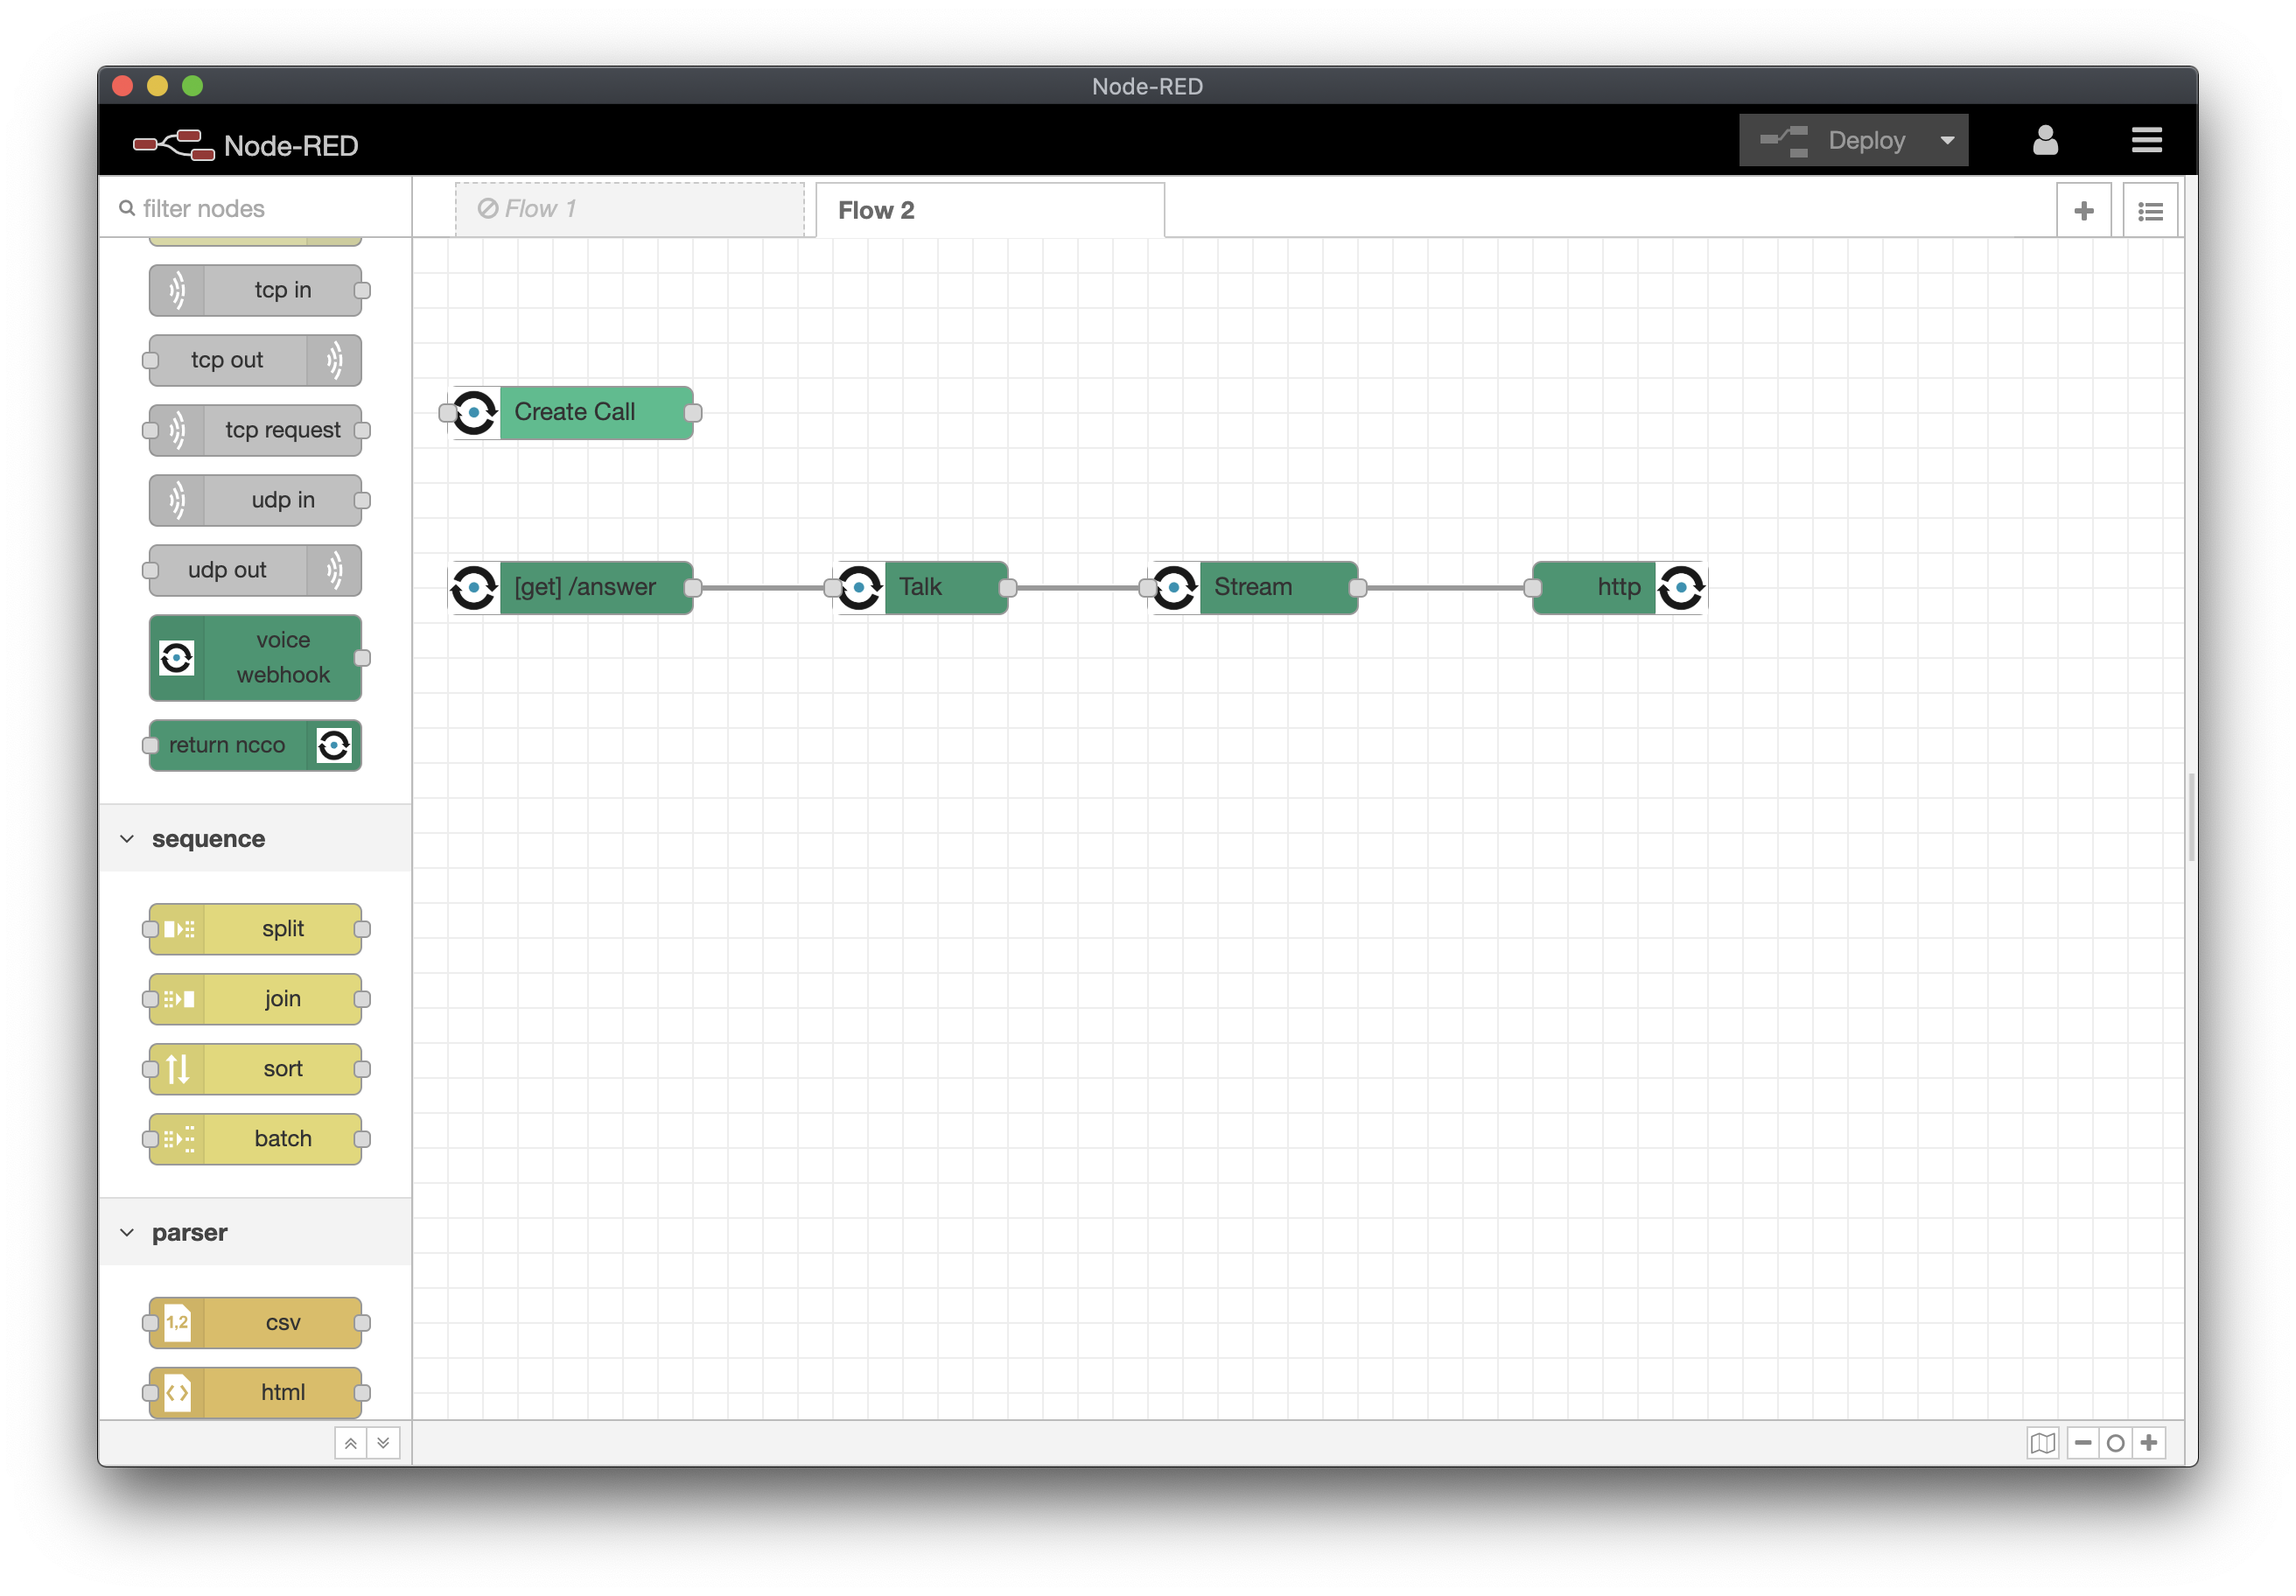 Node-RED
Node-RED
Deploy
filter nodes
Flow 1
Flow 2
tcp in
tcp out
tcp request
udp in
udp out
voice
webhook
return ncco
sequence
split
join
sort
batch
parser
1,2
csv
html
Create Call
[get] /answer
Talk
Stream
http